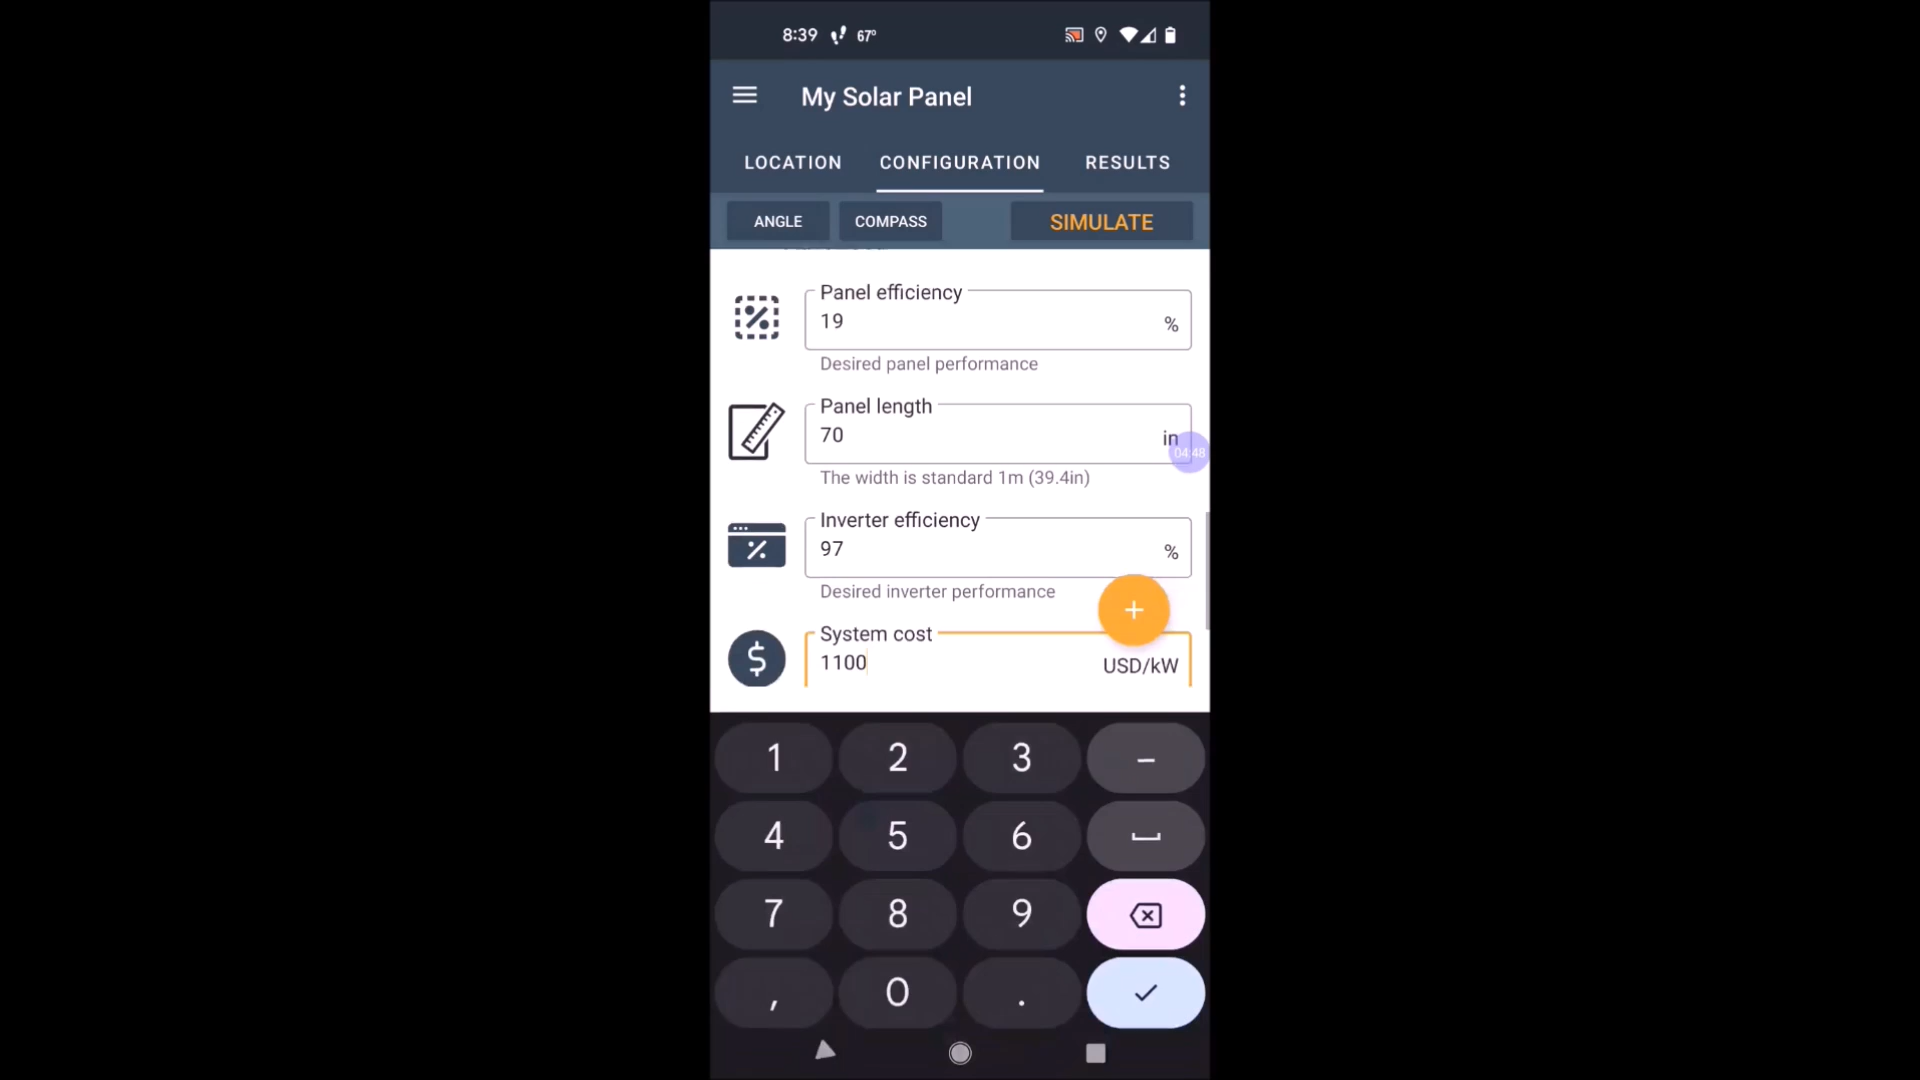 8:39 67°
My Solar Panel
LOCATION CONFIGURATION RESULTS
ANGLE COMPASS SIMULATE
Panel efficiency
19 %
Desired panel performance
Panel length
70 in
04:48
The width is standard 1m (39.4in)
Inverter efficiency
97 %
Desired inverter performance
+
System cost
$ 1100 USD/kW
1 2 3 –
4 5 6
7 8 9
, 0 .